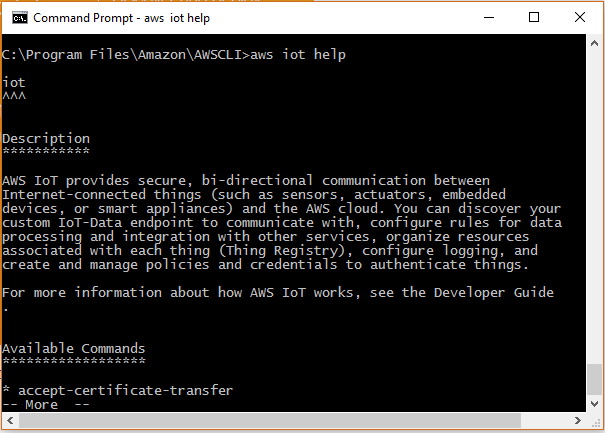 Command Prompt - aws  iot help
C:\Program Files\Amazon\AWSCLI>aws iot help
iot
^^^
Description
***********
AWS IoT provides secure, bi-directional communication between
Internet-connected things (such as sensors, actuators, embedded
devices, or smart appliances) and the AWS cloud. You can discover your
custom IoT-Data endpoint to communicate with, configure rules for data
processing and integration with other services, organize resources
associated with each thing (Thing Registry), configure logging, and
create and manage policies and credentials to authenticate things.
For more information about how AWS IoT works, see the Developer Guide
.
Available Commands
******************
* accept-certificate-transfer
-- More  --